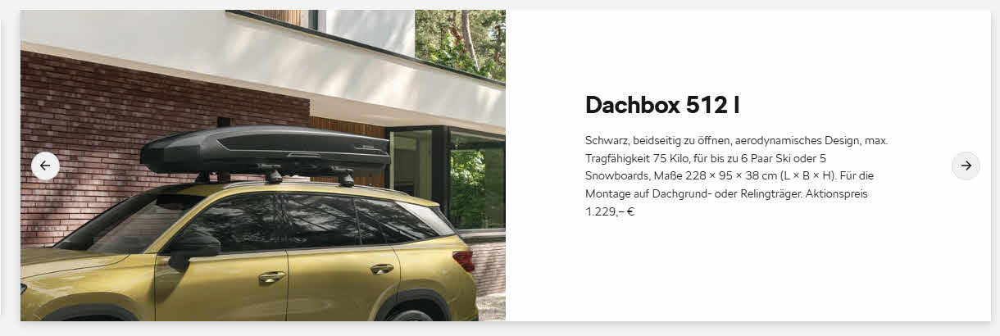 Dachbox 512 l
Schwarz, beidseitig zu öffnen, aerodynamisches Design, max.
Tragfähigkeit 75 Kilo, für bis zu 6 Paar Ski oder 5
Snowboards, Maße 228 × 95 × 38 cm (L × B × H). Für die
Montage auf Dachgrund- oder Relingträger. Aktionspreis
1.229,– €